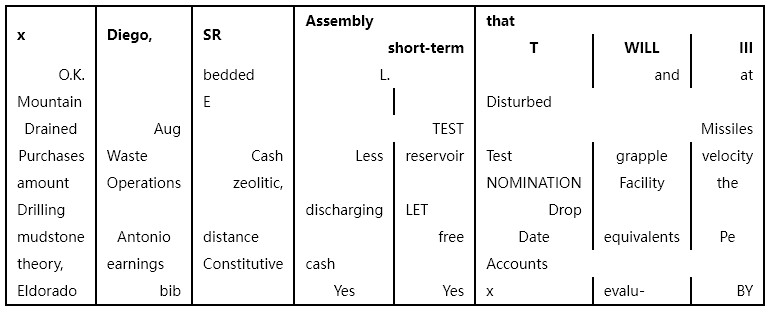 x Diego, SR Assembly that
short-term T WILL III
O.K. bedded L. and at
Mountain E Disturbed
Drained Aug TEST Missiles
Purchases Waste Cash Less reservoir Test grapple velocity
amount Operations zeolitic, NOMINATION Facility the
Drilling discharging LET Drop
mudstone Antonio distance free Date equivalents Pe
theory, earnings Constitutive cash Accounts
Eldorado bib Yes Yes x evalu- BY